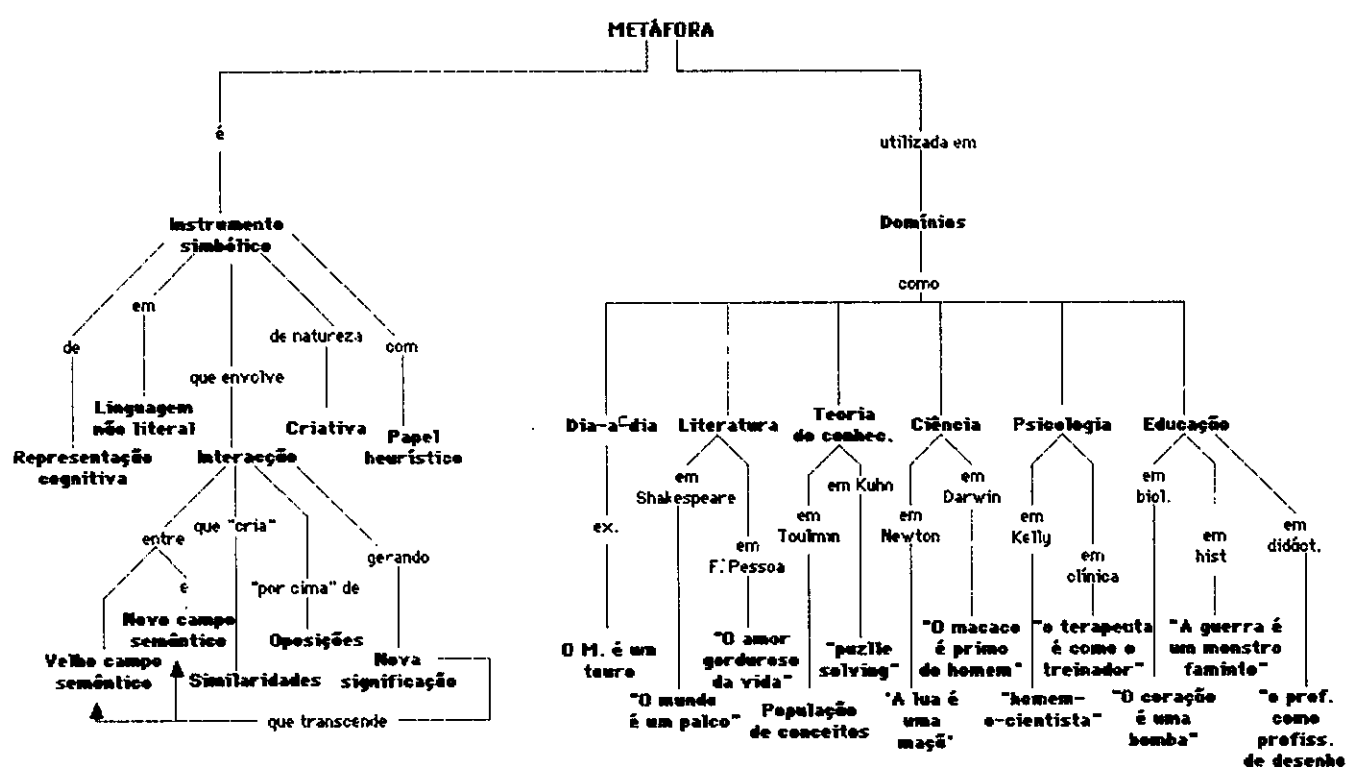 METÁFORA
é
utilizada em
Instrumento
simbólico
Domínios
como
em
de
de natureza
com
que envolve
Linguagem
não literal
Criativa
Papel
heurístico
Representação
cognitiva
Interacção
entre
que "cria"
gerando
e
"por cima" de
Novo campo
semântico
Oposições
Velho campo
semântico
Similaridades
Nova
significação
que transcende
Dia-a-dia
Literatura
Teoria
do conhec.
Ciência
Psicologia
Educação
ex.
em
Shakespeare
em
F. Pessoa
em
Toulmin
em Kuhn
em
Newton
em
Darwin
em
Kelly
em
clínica
em
biol.
em
hist
em
didáct.
O M. é um
touro
"O mundo
é um palco"
"O amor
gorduroso
da vida"
População
de conceitos
"puzlle
solving"
"A lua é
uma
maçã"
"O macaco
é primo
do homem"
"homem-
o-cientista"
"o terapeuta
é como o
treinador"
"O coração
é uma
bomba"
"A guerra é
um monstro
faminto"
"o prof.
como
profiss.
de desenho